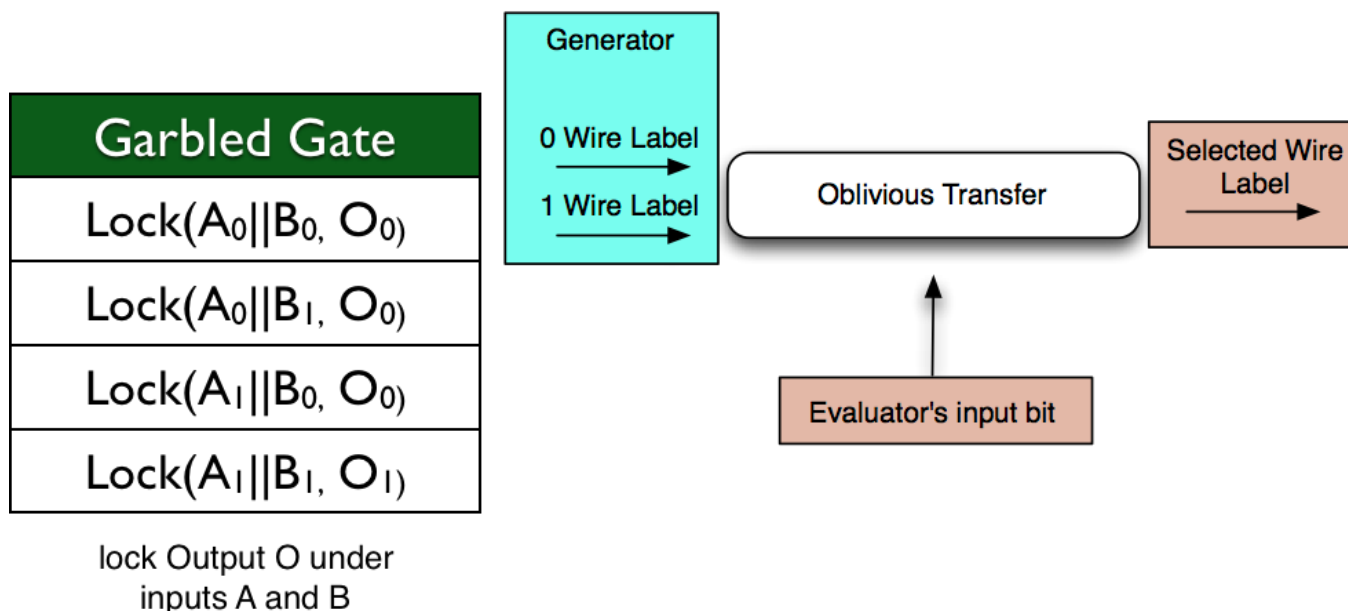 Garbled Gate
Lock(A0||B0, O0)
Lock(A0||B1, O0)
Lock(A1||B0, O0)
Lock(A1||B1, O1)
lock Output O under
inputs A and B
Generator
0 Wire Label
1 Wire Label
Oblivious Transfer
Selected Wire
Label
Evaluator's input bit